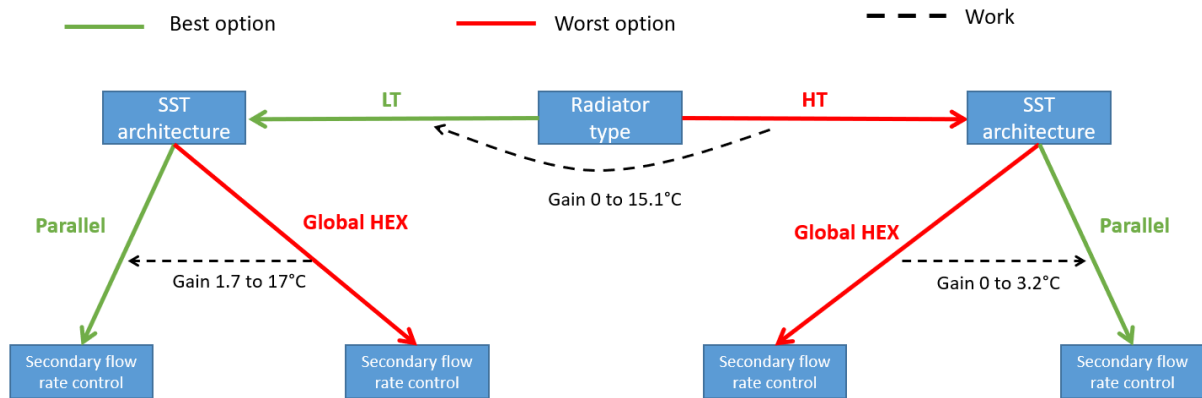 Best option
Worst option
Work
SST
architecture
LT
Radiator
type
HT
SST
architecture
Gain 0 to 15.1°C
Parallel
Global HEX
Global HEX
Parallel
Gain 1.7 to 17°C
Gain 0 to 3.2°C
Secondary flow
rate control
Secondary flow
rate control
Secondary flow
rate control
Secondary flow
rate control